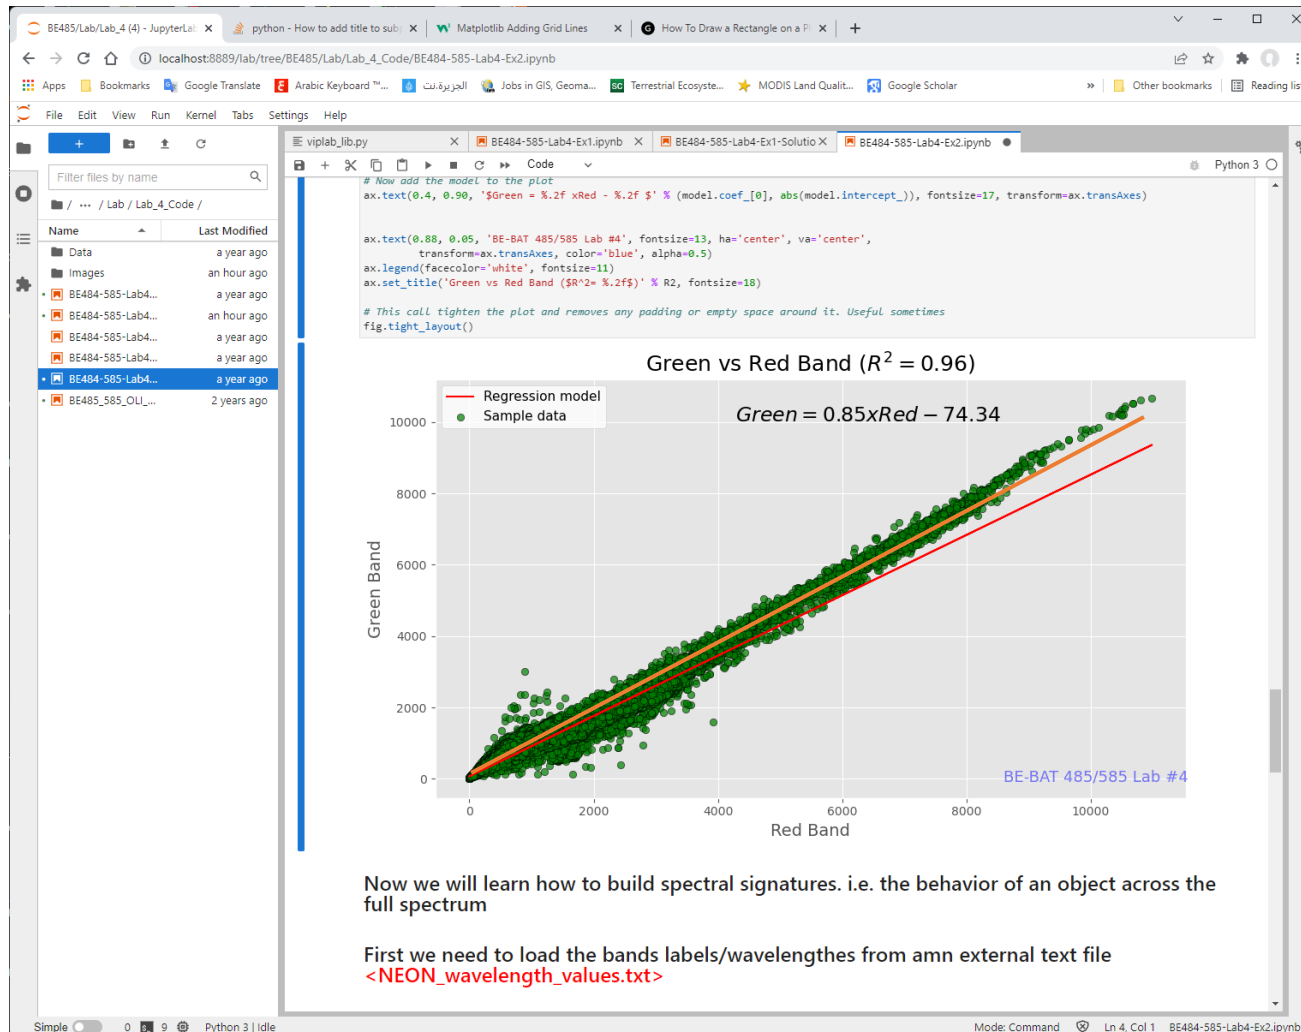 BE485/Lab/Lab_4 (4) - JupyterLab
python - How to add title to subp
Matplotlib Adding Grid Lines
How To Draw a Rectangle on a Pl
localhost:8889/lab/tree/BE485/Lab/Lab_4_Code/BE484-585-Lab4-Ex2.ipynb
Apps
Bookmarks
Google Translate
Arabic Keyboard ™...
الجزيرة.نت
Jobs in GIS, Geoma...
Terrestrial Ecosyste...
MODIS Land Qualit...
Google Scholar
»
Other bookmarks
Reading list
File Edit View Run Kernel Tabs Settings Help
viplab_lib.py
BE484-585-Lab4-Ex1.ipynb
BE484-585-Lab4-Ex1-Solutio
BE484-585-Lab4-Ex2.ipynb
Code
Python 3
Filter files by name
/ ··· / Lab / Lab_4_Code /
Name Last Modified
Data a year ago
Images an hour ago
BE484-585-Lab4... a year ago
BE484-585-Lab4... an hour ago
BE484-585-Lab4... a year ago
BE484-585-Lab4... a year ago
BE484-585-Lab4... a year ago
BE485_585_OLI_... 2 years ago
# Now add the model to the plot
ax.text(0.4, 0.90, '$Green = %.2f xRed - %.2f $' % (model.coef_[0], abs(model.intercept_)), fontsize=17, transform=ax.transAxes)
ax.text(0.88, 0.05, 'BE-BAT 485/585 Lab #4', fontsize=13, ha='center', va='center',
transform=ax.transAxes, color='blue', alpha=0.5)
ax.legend(facecolor='white', fontsize=11)
ax.set_title('Green vs Red Band ($R^2= %.2f$)' % R2, fontsize=18)
# This call tighten the plot and removes any padding or empty space around it. Useful sometimes
fig.tight_layout()
Green vs Red Band (R² = 0.96)
Regression model
Sample data
Green = 0.85xRed − 74.34
10000
8000
6000
4000
2000
0
Green Band
BE-BAT 485/585 Lab #4
0 2000 4000 6000 8000 10000
Red Band
Now we will learn how to build spectral signatures. i.e. the behavior of an object across the
full spectrum
First we need to load the bands labels/wavelengthes from amn external text file
<NEON_wavelength_values.txt>
Simple 0 9 Python 3 | Idle
Mode: Command Ln 4, Col 1 BE484-585-Lab4-Ex2.ipynb